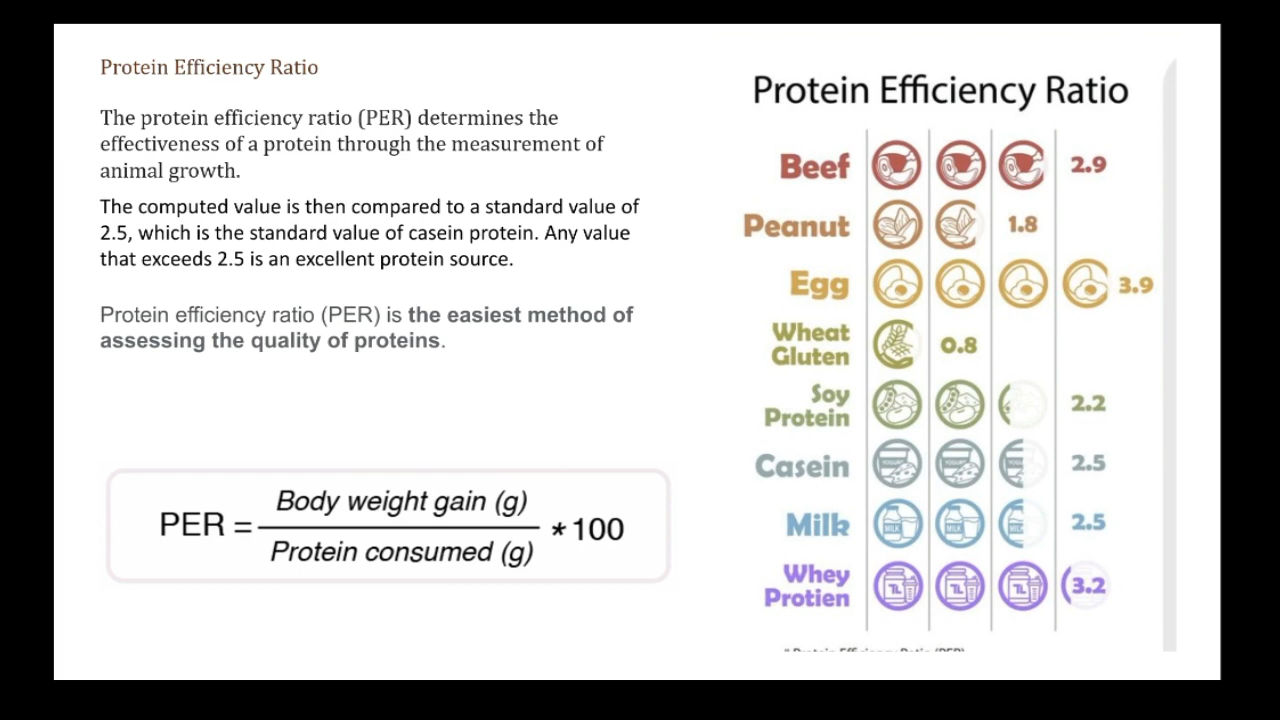 Protein Efficiency Ratio
The protein efficiency ratio (PER) determines the
effectiveness of a protein through the measurement of
animal growth.
The computed value is then compared to a standard value of
2.5, which is the standard value of casein protein. Any value
that exceeds 2.5 is an excellent protein source.
Protein efficiency ratio (PER) is the easiest method of
assessing the quality of proteins.
PER = Body weight gain (g)
Protein consumed (g)
* 100
Protein Efficiency Ratio
Beef 2.9
Peanut 1.8
Egg 3.9
Wheat
Gluten 0.8
Soy
Protein 2.2
Casein 2.5
Milk 2.5
Whey
Protien 3.2